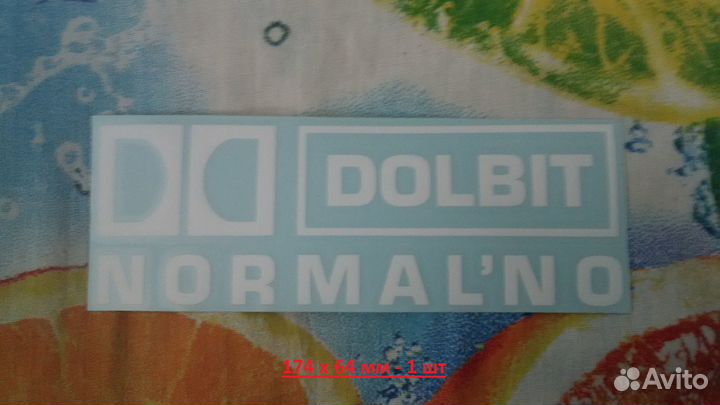 DOLBIT
NORMAL'NO
174 x 64 мм - 1 шт
Avito